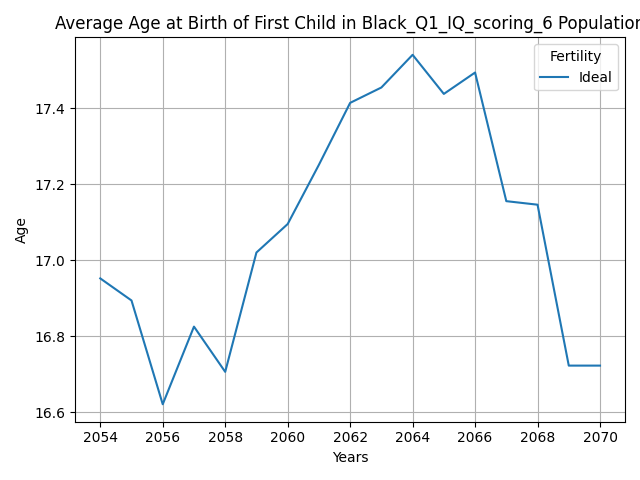 Average Age at Birth of First Child in Black_Q1_IQ_scoring_6 Population
Fertility
Ideal
17.4
17.2
17.0
16.8
16.6
Age
2054 2056 2058 2060 2062 2064 2066 2068 2070
Years